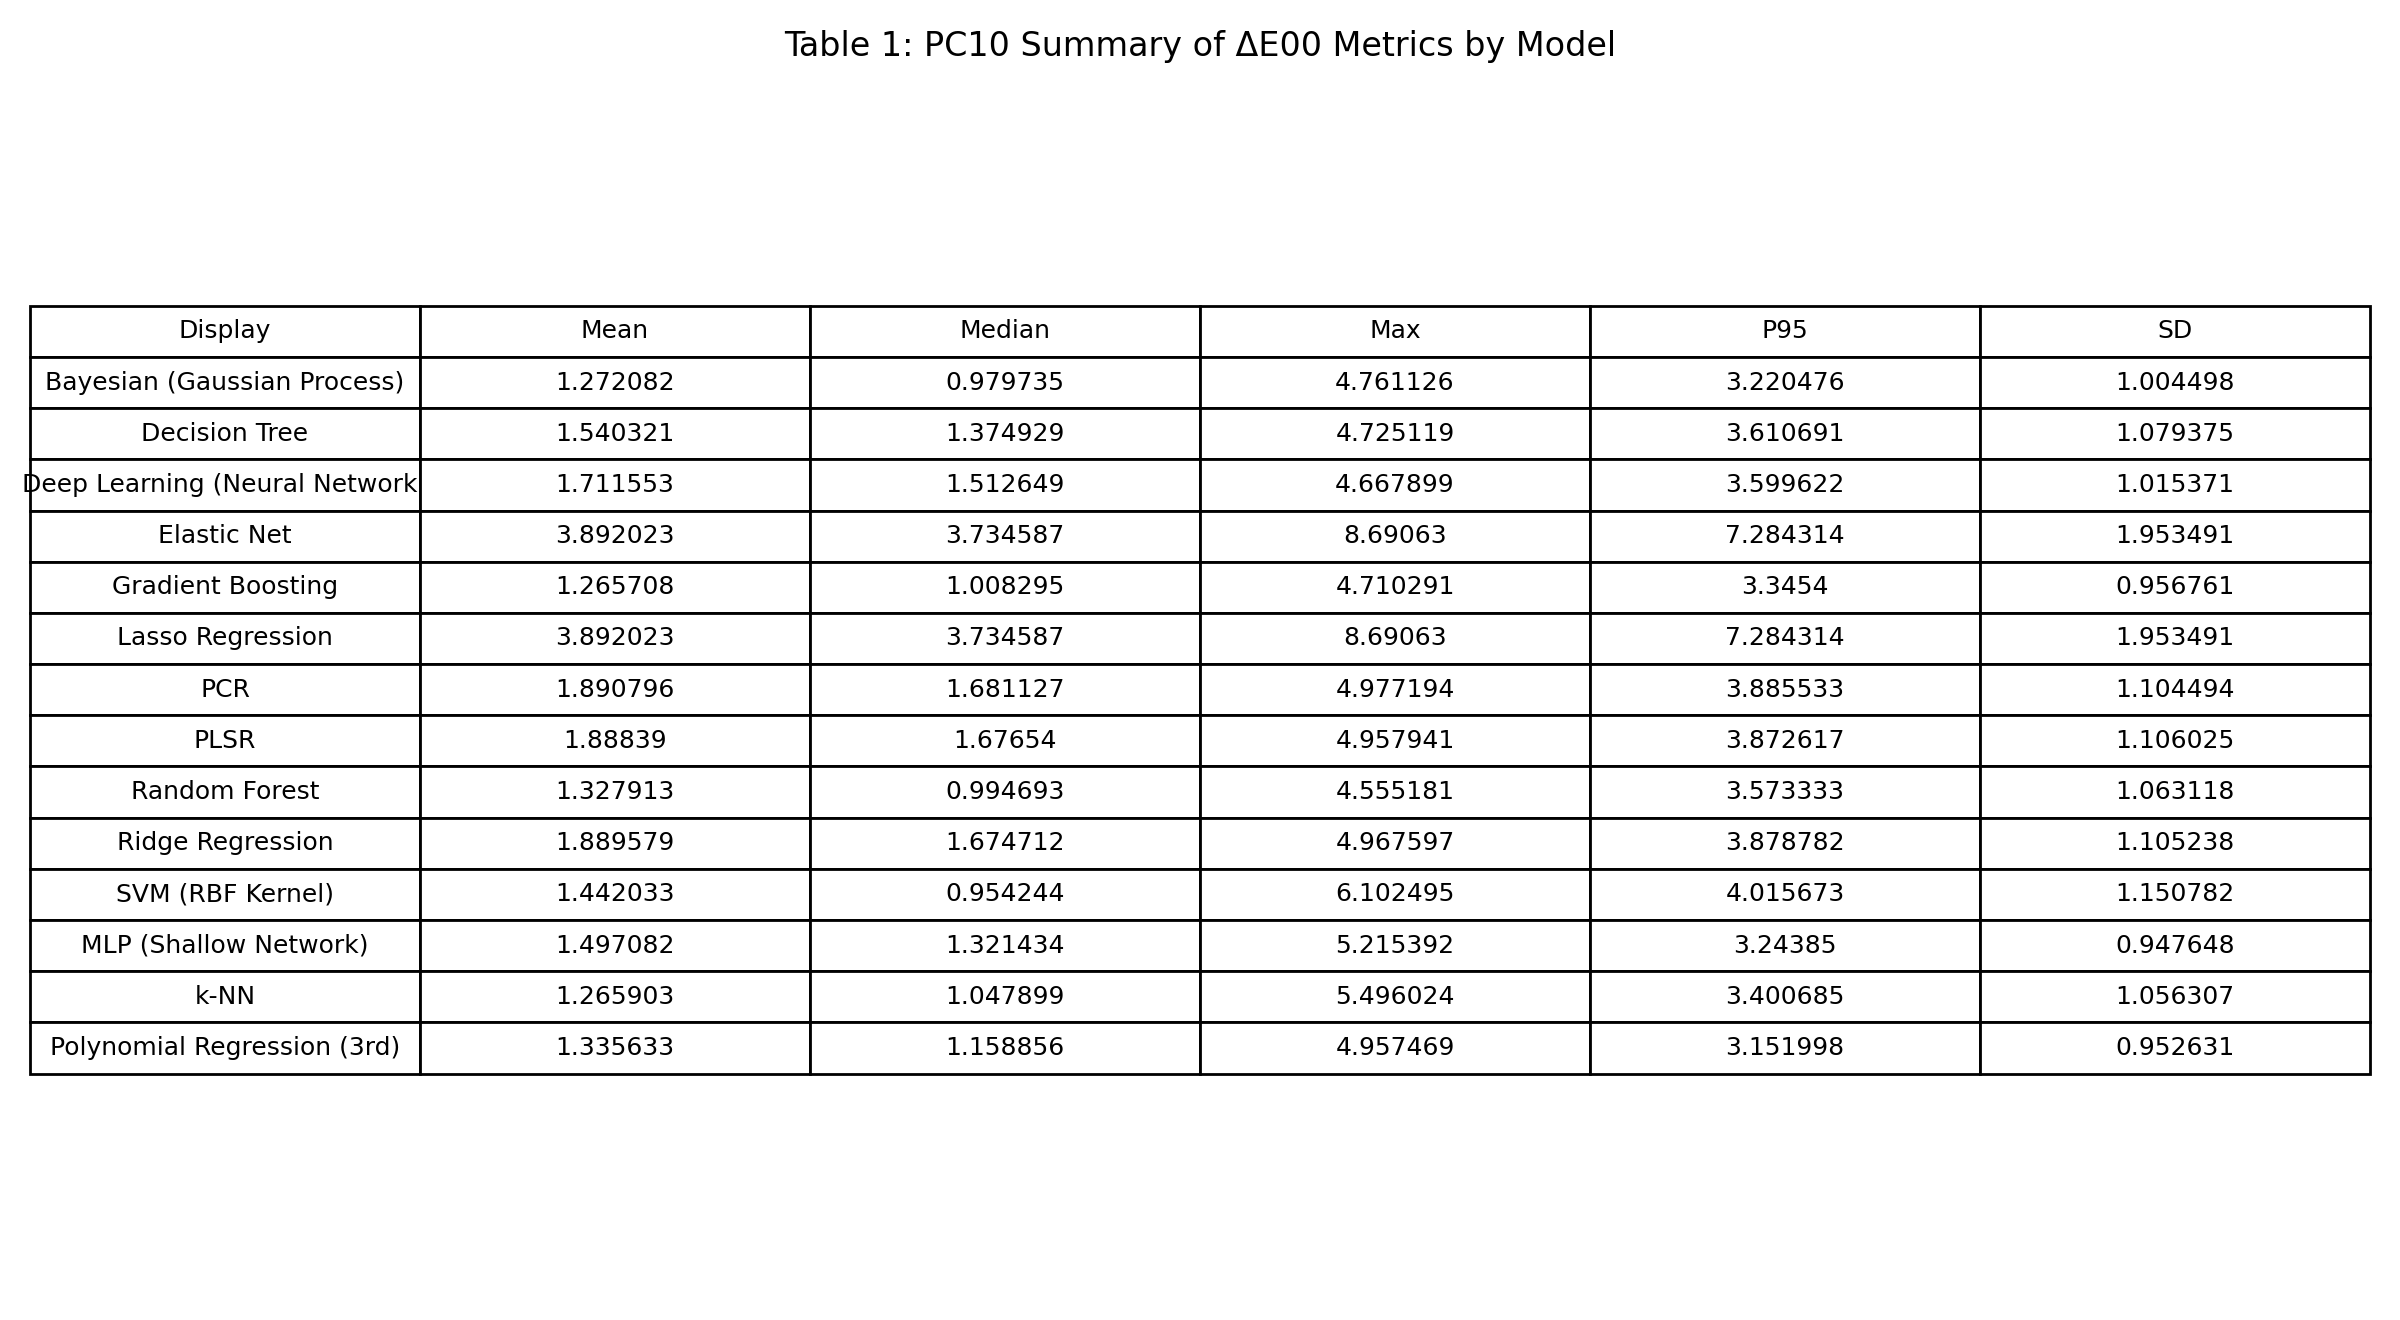 Table 1: PC10 Summary of ΔE00 Metrics by Model
Display Mean Median Max P95 SD
Bayesian (Gaussian Process) 1.272082 0.979735 4.761126 3.220476 1.004498
Decision Tree 1.540321 1.374929 4.725119 3.610691 1.079375
Deep Learning (Neural Network 1.711553 1.512649 4.667899 3.599622 1.015371
Elastic Net 3.892023 3.734587 8.69063 7.284314 1.953491
Gradient Boosting 1.265708 1.008295 4.710291 3.3454 0.956761
Lasso Regression 3.892023 3.734587 8.69063 7.284314 1.953491
PCR 1.890796 1.681127 4.977194 3.885533 1.104494
PLSR 1.88839 1.67654 4.957941 3.872617 1.106025
Random Forest 1.327913 0.994693 4.555181 3.573333 1.063118
Ridge Regression 1.889579 1.674712 4.967597 3.878782 1.105238
SVM (RBF Kernel) 1.442033 0.954244 6.102495 4.015673 1.150782
MLP (Shallow Network) 1.497082 1.321434 5.215392 3.24385 0.947648
k-NN 1.265903 1.047899 5.496024 3.400685 1.056307
Polynomial Regression (3rd) 1.335633 1.158856 4.957469 3.151998 0.952631